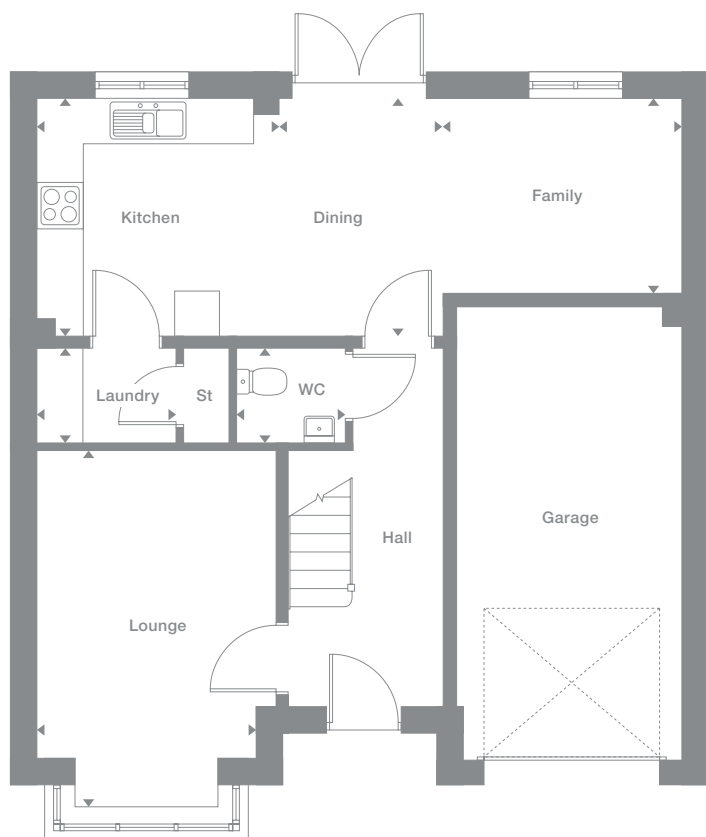 Family
Kitchen
Dining
Laundry
St
WC
Garage
Hall
Lounge